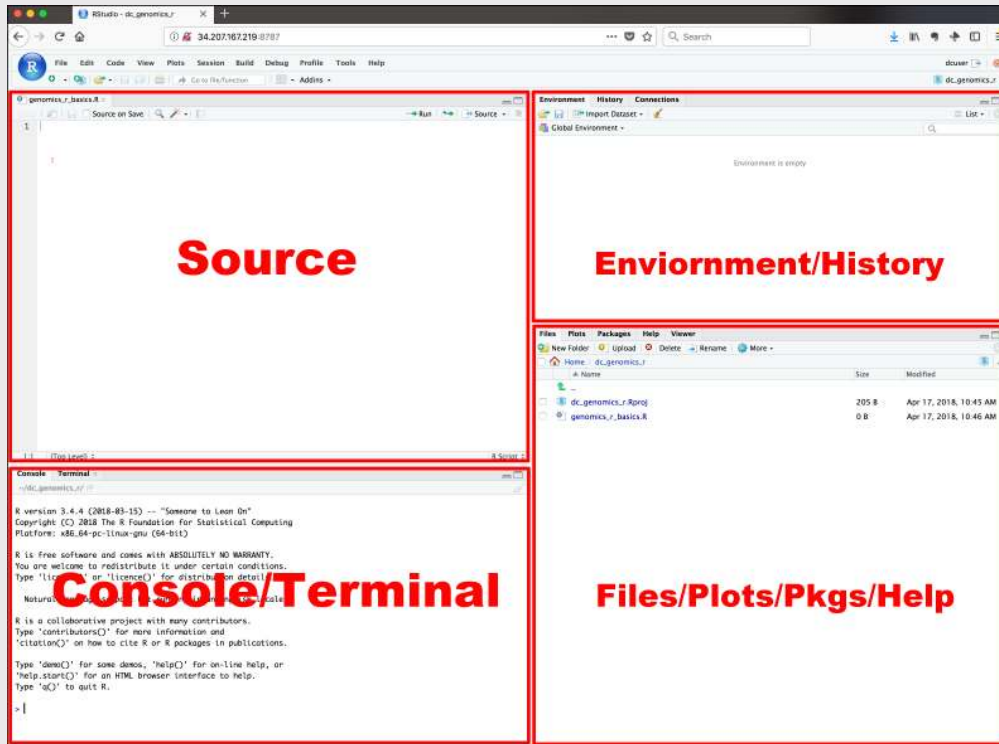 RStudio - dc_genomics_r
34.207.167.219:8787
Search
File Edit Code View Plots Session Build Debug Profile Tools Help
dcuser
Go to file/function
Addins
dc_genomics_r
genomics_r_basics.R
Source on Save
Run
Source
1
Source
1:1 (Top Level) R Script
Environment History Connections
Import Dataset
List
Global Environment
Environment is empty
Enviornment/History
Console Terminal
~/dc_genomics_r/
R version 3.4.4 (2018-03-15) -- "Someone to Lean On"
Copyright (C) 2018 The R Foundation for Statistical Computing
Platform: x86_64-pc-linux-gnu (64-bit)
R is free software and comes with ABSOLUTELY NO WARRANTY.
You are welcome to redistribute it under certain conditions.
Type 'license()' or 'licence()' for distribution detail
Natural
Console/Terminal
R is a collaborative project with many contributors.
Type 'contributors()' for more information and
'citation()' on how to cite R or R packages in publications.
Type 'demo()' for some demos, 'help()' for on-line help, or
'help.start()' for an HTML browser interface to help.
Type 'q()' to quit R.
>
Files Plots Packages Help Viewer
New Folder Upload Delete Rename More
Home dc_genomics_r
Name Size Modified
..
dc_genomics_r.Rproj 205 B Apr 17, 2018, 10:45 AM
genomics_r_basics.R 0 B Apr 17, 2018, 10:46 AM
Files/Plots/Pkgs/Help